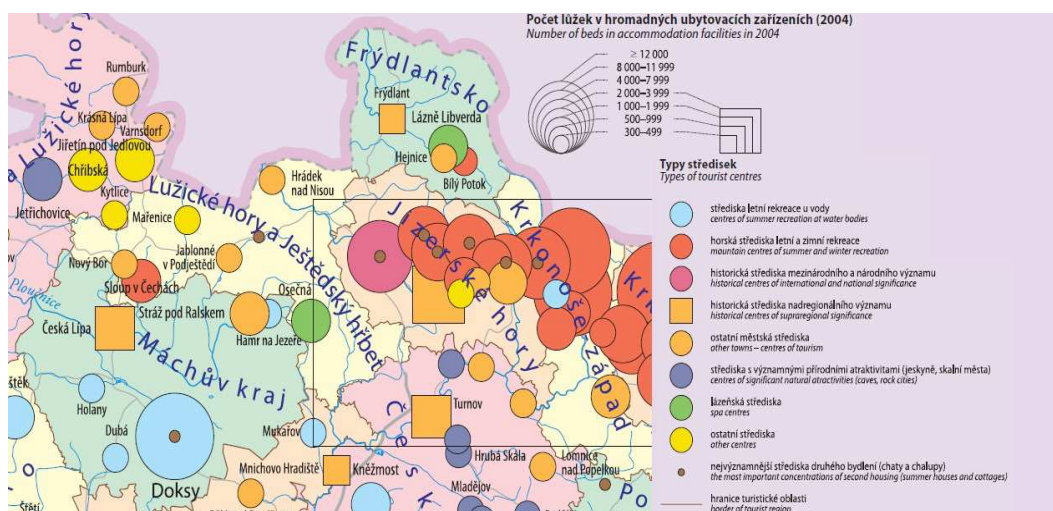 Počet lůžek v hromadných ubytovacích zařízeních (2004)
Number of beds in accommodation facilities in 2004
≥ 12 000
8 000–11 999
4 000–7 999
2 000–3 999
1 000–1 999
500–999
300–499
Typy středisek
Types of tourist centres
střediska letní rekreace u vody
centres of summer recreation at water bodies
horská střediska letní a zimní rekreace
mountain centres of summer and winter recreation
historická střediska mezinárodního a národního významu
historical centres of international and national significance
historická střediska nadregionálního významu
historical centres of supraregional significance
ostatní městská střediska
other towns – centres of tourism
střediska s významnými přírodními atraktivitami (jeskyně, skalní města)
centres of significant natural atractivities (caves, rock cities)
lázeňská střediska
spa centres
ostatní střediska
other centres
nejvýznamnější střediska druhého bydlení (chaty a chalupy)
the most important concentrations of second housing (summer houses and cottages)
hranice turistické oblasti
border of tourist region
a Lužické hory
Rumburk
Krásná Lípa
Varnsdorf
Jiřetín pod Jedlovou
Chřibská
Jetřichovice
Kytlice
Mařenice
Lužické hory a Ještědský hřbet
Hrádek
nad Nisou
Frýdlantsko
Frýdlant
Lázně Libverda
Hejnice
Bílý Potok
Jizerské hory
Krkonoše západ
Krk
Nový Bor
Jablonné
v Podještědí
Sloup v Čechách
Osečná
Ploučnice
Česká Lípa
Stráž pod Ralskem
Hamr na Jezeře
Máchův kraj
Holany
Dubá
Doksy
Mukařov
Turnov
Česk
Hrubá Skála
Lomnice
nad Popelkou
Mnichovo Hradiště
Kněžmost
Mladějov
Po
Štětí
štěk